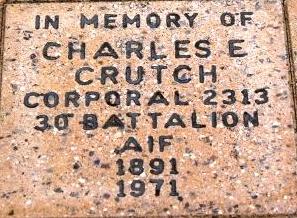 IN MEMORY OF
CHARLES E
CRUTCH
CORPORAL 2313
30 BATTALION
AIF
1891
1971